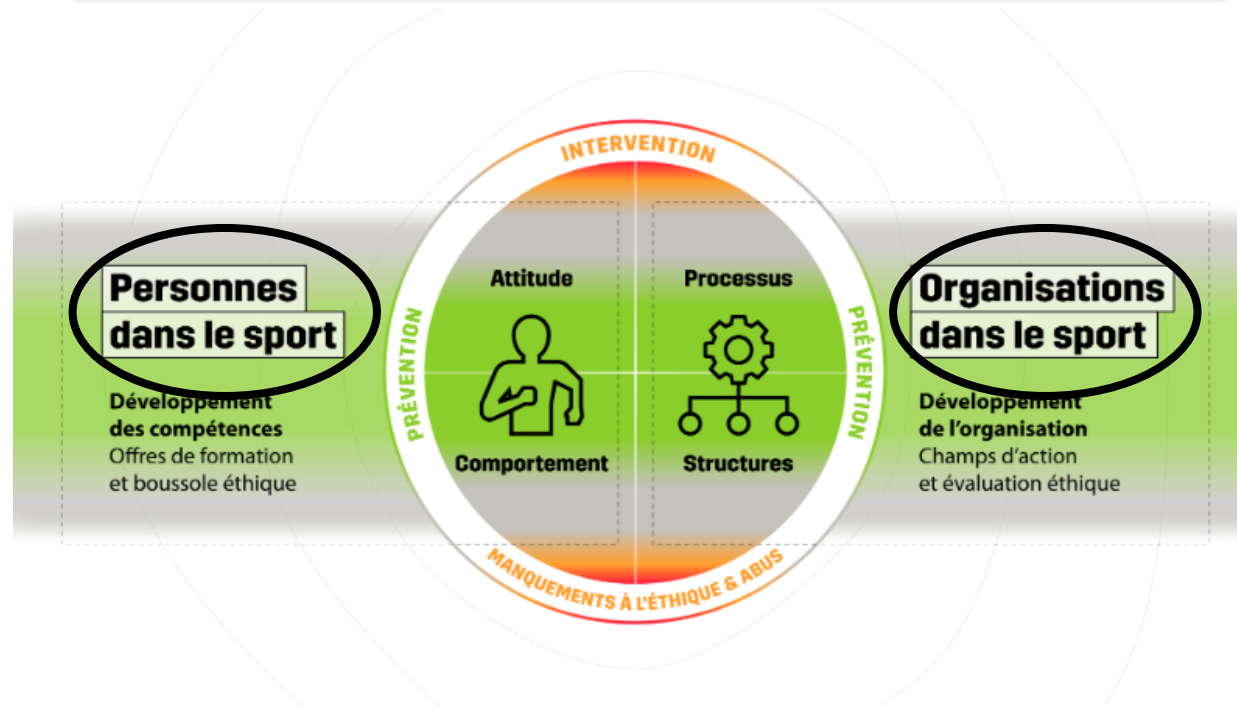 INTERVENTION
Personnes
dans le sport
Développement
des compétences
Offres de formation
et boussole éthique
PRÉVENTION
Attitude
Comportement
Processus
Structures
PRÉVENTION
Organisations
dans le sport
Développement
de l'organisation
Champs d'action
et évaluation éthique
MANQUEMENTS À L'ÉTHIQUE & ABUS